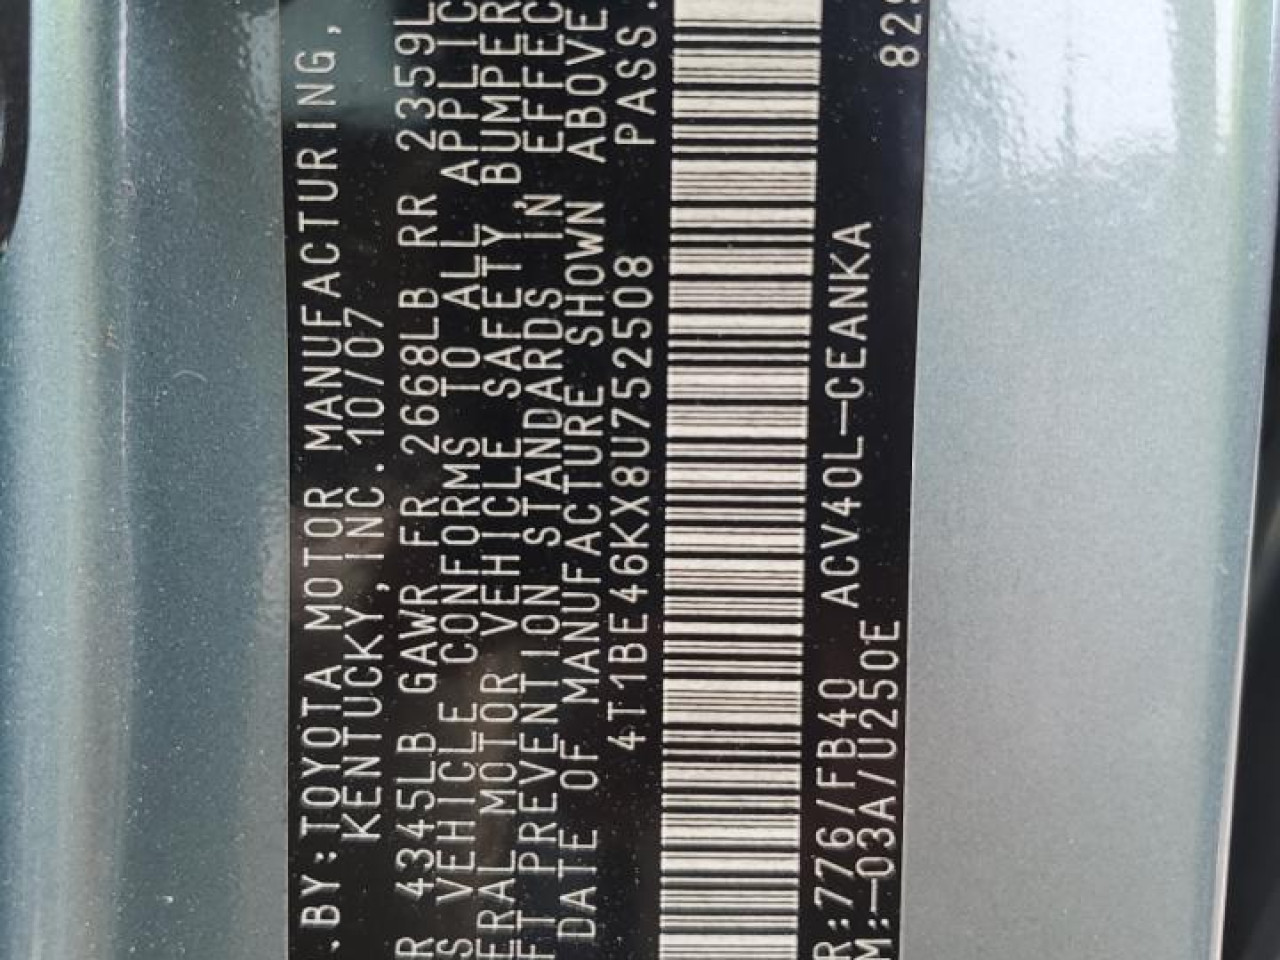 .BY:TOYOTA MOTOR MANUFACTURING,
KENTUCKY,INC. 10/07
R 4345LB GAWR FR 2668LB RR 2359L
S VEHICLE CONFORMS TO ALL APPLIC
ERAL MOTOR VEHICLE SAFETY,BUMPER
FT PREVENTION STANDARDS IN EFFEC
DATE OF MANUFACTURE SHOWN ABOVE
4T1BE46KX8U752508 PASS.
R:776/FB40 ACV40L-CEANKA 829
M:-03A/U250E